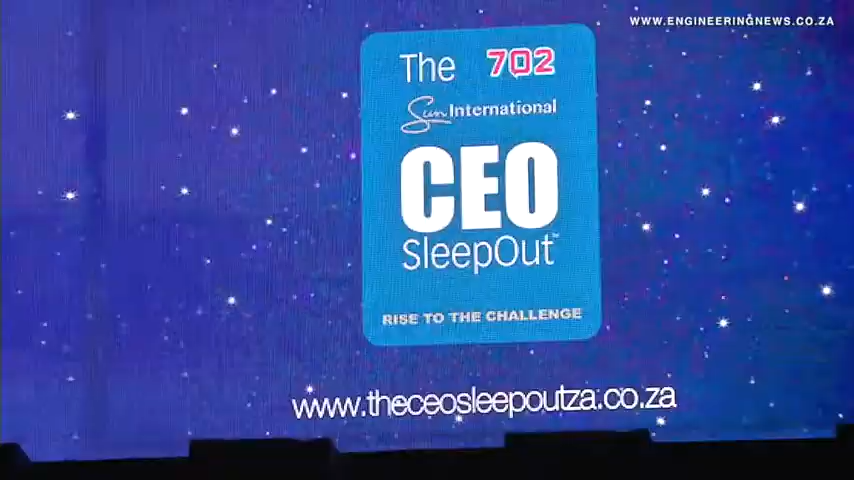 WWW.ENGINEERINGNEWS.CO.ZA
The 702
Sun International
CEO
SleepOut™
RISE TO THE CHALLENGE
www.theceosleepoutza.co.za